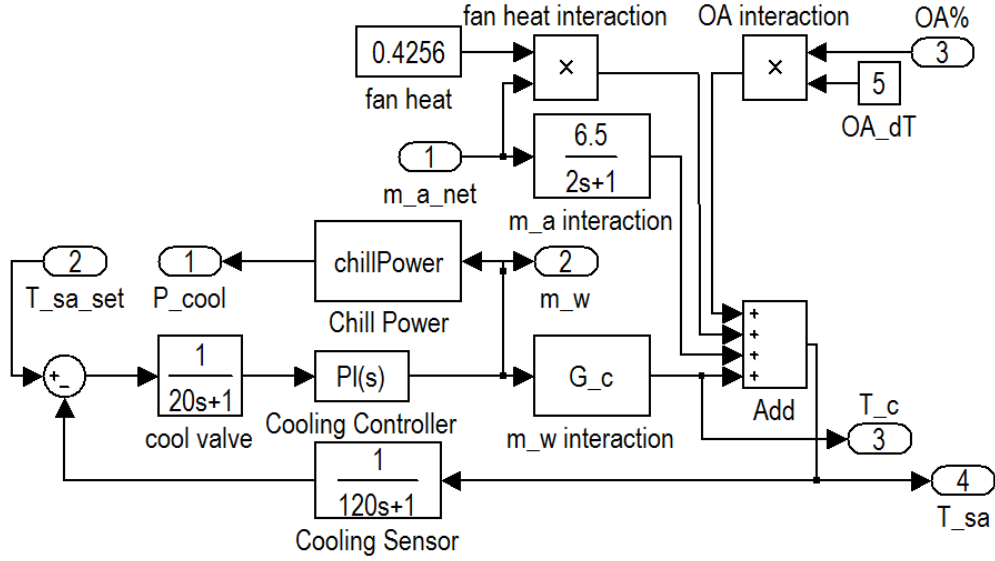 fan heat interaction
OA interaction
OA%
0.4256
×
×
3
fan heat
5
OA_dT
1
m_a_net
6.5
2s+1
m_a interaction
2
T_sa_set
1
P_cool
chillPower
Chill Power
2
m_w
+
+
+
+
Add
+
−
1
20s+1
cool valve
PI(s)
Cooling Controller
G_c
m_w interaction
T_c
3
1
120s+1
Cooling Sensor
4
T_sa